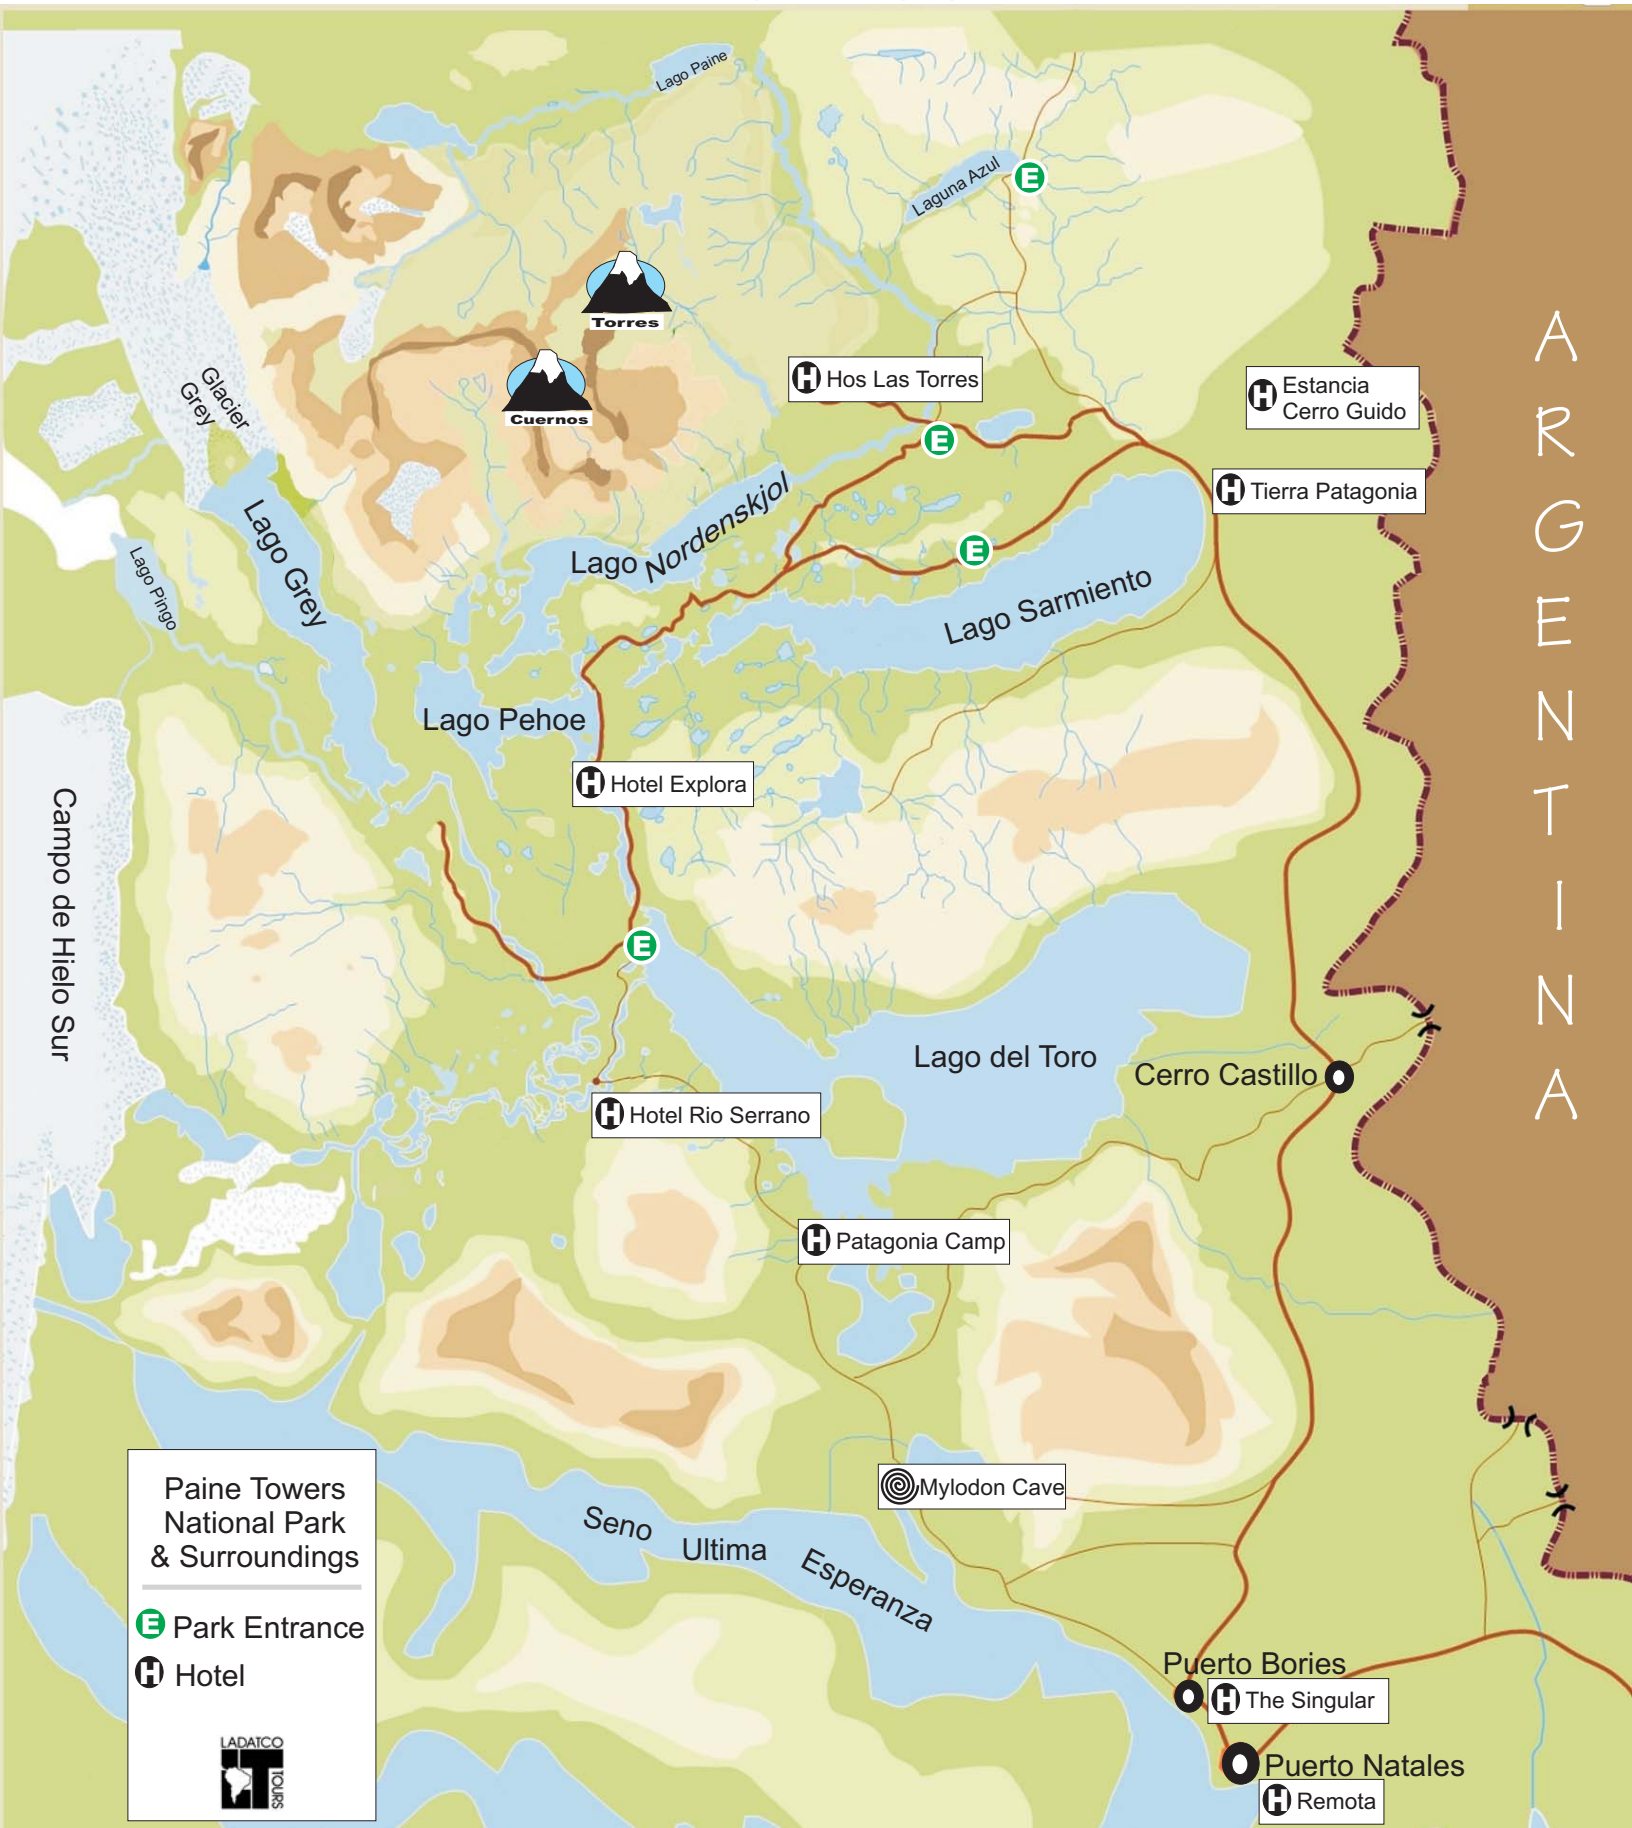 Lago Paine
Laguna Azul
E
Torres
Cuernos
H Hos Las Torres
H Estancia
Cerro Guido
H Tierra Patagonia
E
E
Glacier
Grey
Lago Grey
Lago Pingo
Lago Nordenskjol
Lago Sarmiento
Lago Pehoe
H Hotel Explora
Campo de Hielo Sur
E
Lago del Toro
Cerro Castillo
H Hotel Rio Serrano
H Patagonia Camp
Mylodon Cave
Seno Ultima Esperanza
Puerto Bories
H The Singular
Puerto Natales
H Remota
ARGENTINA
Paine Towers
National Park
& Surroundings
E Park Entrance
H Hotel
LADATCO
TOURS